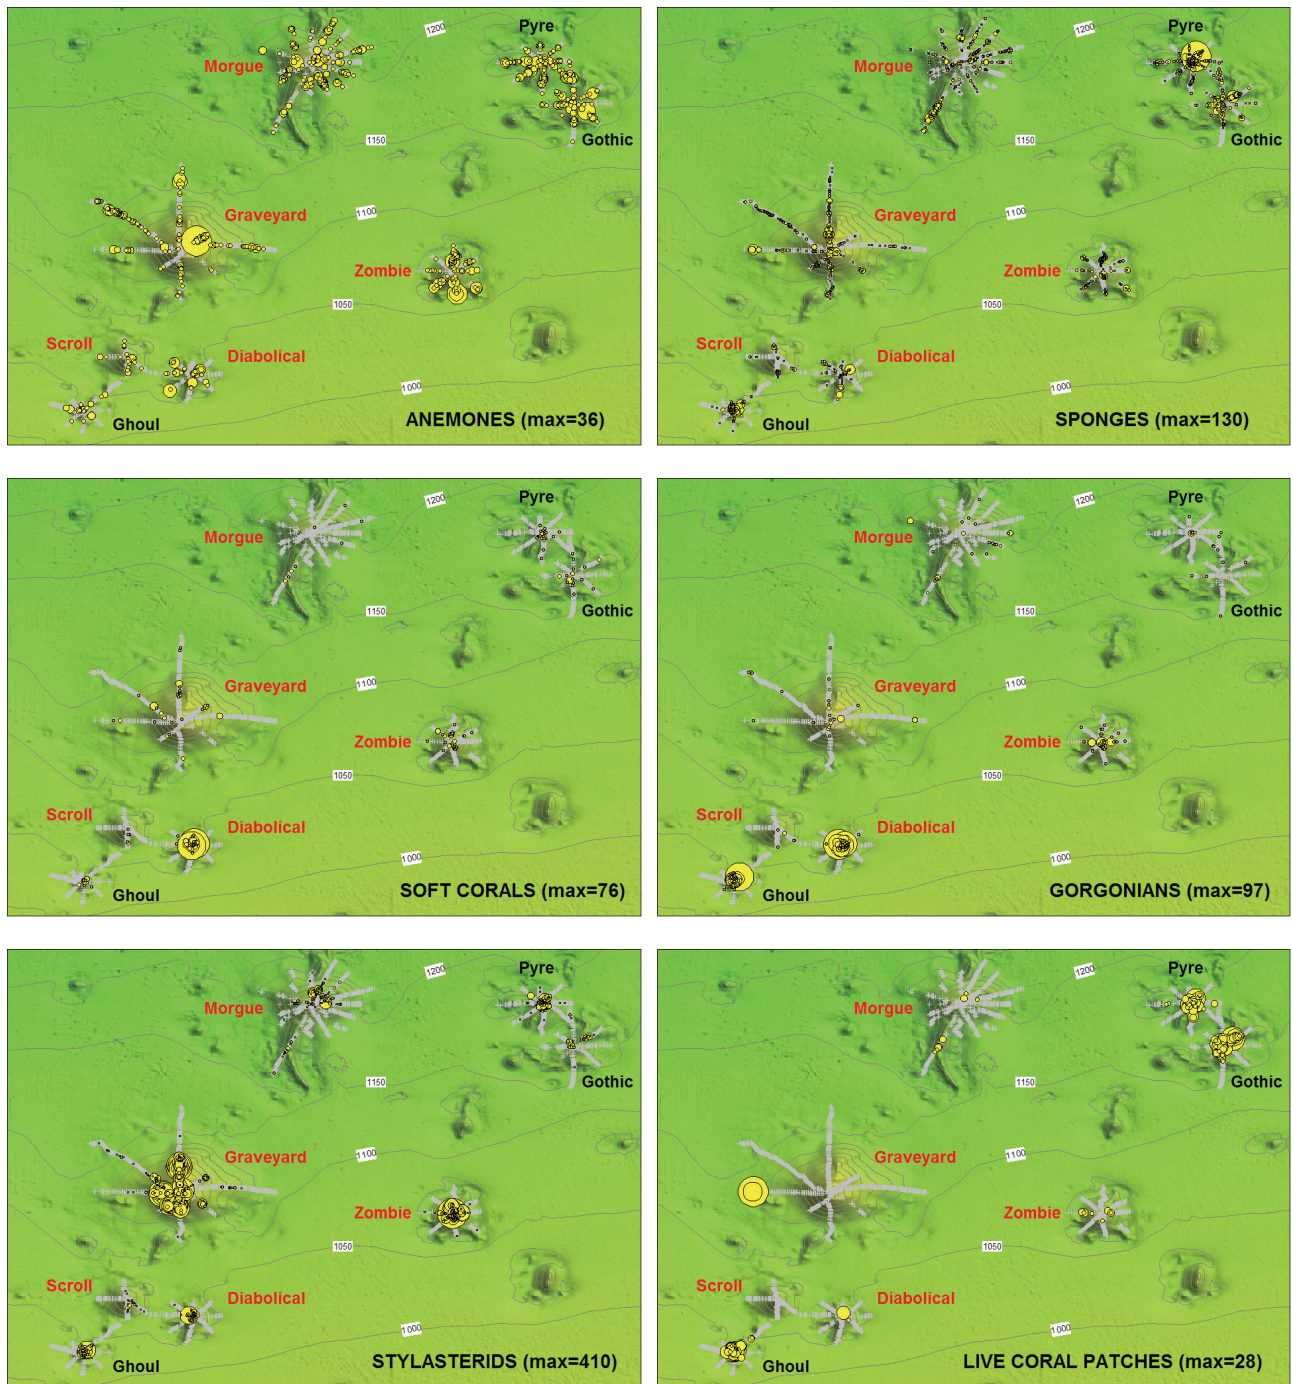 1200
Pyre
Morgue
1150
Gothic
Graveyard
1100
Zombie
1050
Scroll
Diabolical
1000
Ghoul
ANEMONES (max=36)
1200
Pyre
Morgue
1150
Gothic
Graveyard
1100
Zombie
1050
Scroll
Diabolical
1000
Ghoul
SPONGES (max=130)
1200
Pyre
Morgue
1150
Gothic
Graveyard
1100
Zombie
1050
Scroll
Diabolical
1000
Ghoul
SOFT CORALS (max=76)
1200
Pyre
Morgue
1150
Gothic
Graveyard
1100
Zombie
1050
Scroll
Diabolical
1000
Ghoul
GORGONIANS (max=97)
1200
Pyre
Morgue
1150
Gothic
Graveyard
1100
Zombie
1050
Scroll
Diabolical
1000
Ghoul
STYLASTERIDS (max=410)
1200
Pyre
Morgue
1150
Gothic
Graveyard
1100
Zombie
1050
Scroll
Diabolical
1000
Ghoul
LIVE CORAL PATCHES (max=28)